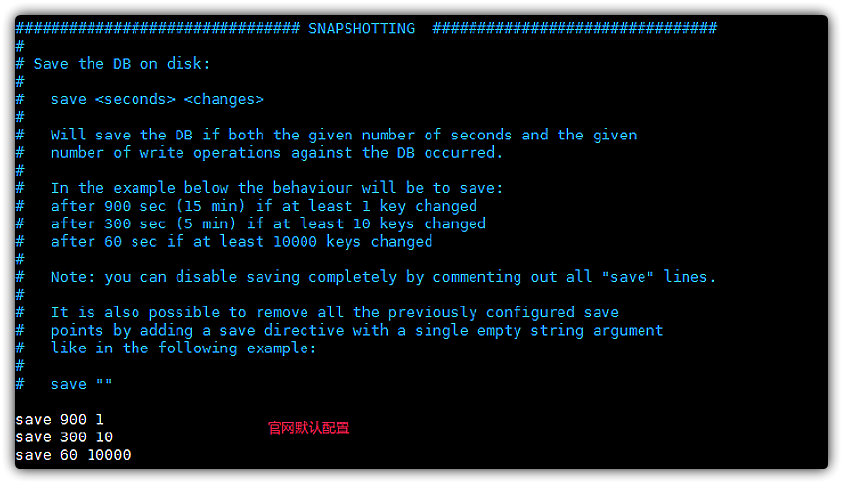 ################################ SNAPSHOTTING  ################################
#
# Save the DB on disk:
#
#   save <seconds> <changes>
#
#   Will save the DB if both the given number of seconds and the given
#   number of write operations against the DB occurred.
#
#   In the example below the behaviour will be to save:
#   after 900 sec (15 min) if at least 1 key changed
#   after 300 sec (5 min) if at least 10 keys changed
#   after 60 sec if at least 10000 keys changed
#
#   Note: you can disable saving completely by commenting out all "save" lines.
#
#   It is also possible to remove all the previously configured save
#   points by adding a save directive with a single empty string argument
#   like in the following example:
#
#   save ""
save 900 1
官网默认配置
save 300 10
save 60 10000